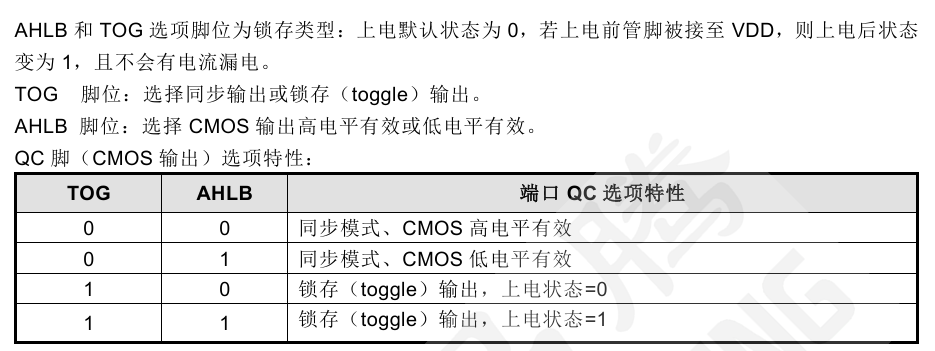 AHLB 和 TOG 选项脚位为锁存类型：上电默认状态为 0，若上电前管脚被接至 VDD，则上电后状态
变为 1，且不会有电流漏电。
TOG 脚位：选择同步输出或锁存（toggle）输出。
AHLB 脚位：选择 CMOS 输出高电平有效或低电平有效。
QC 脚（CMOS 输出）选项特性：
TOG AHLB 端口 QC 选项特性
0 0 同步模式、CMOS 高电平有效
0 1 同步模式、CMOS 低电平有效
1 0 锁存（toggle）输出，上电状态=0
1 1 锁存（toggle）输出，上电状态=1
腾
NG